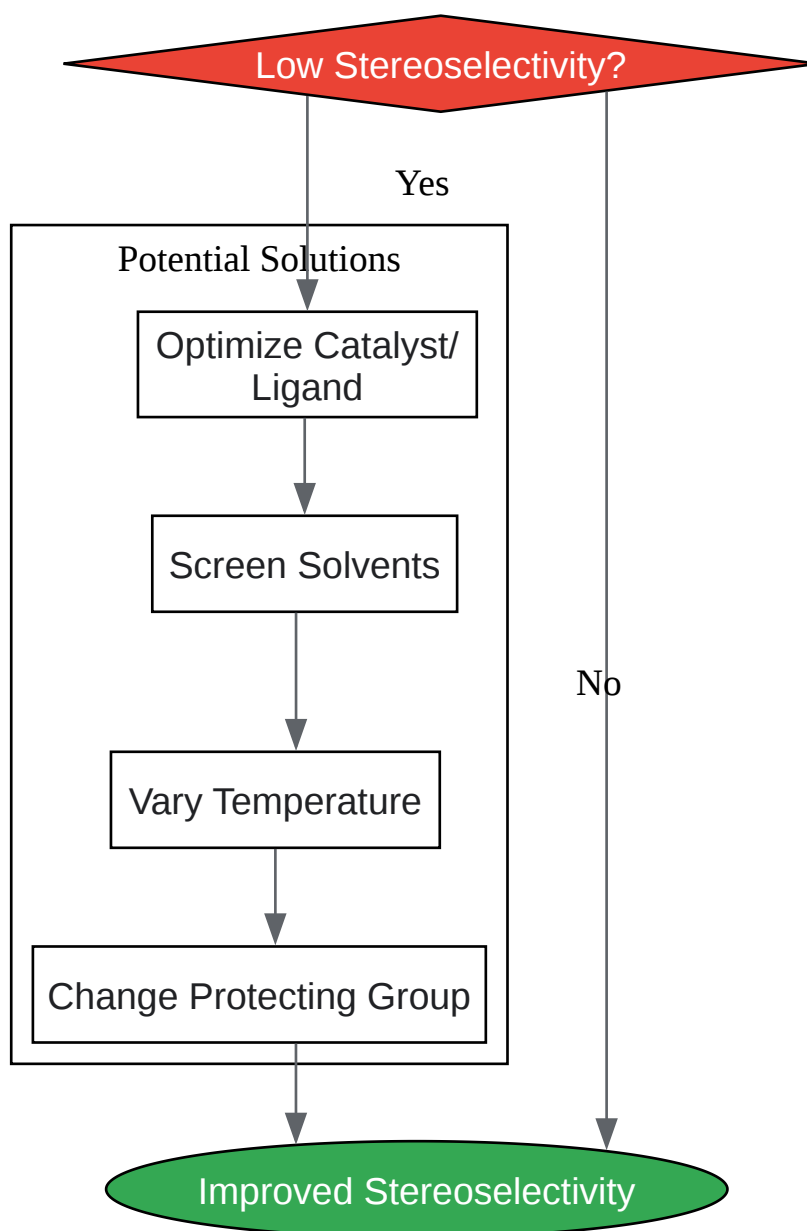 Low Stereoselectivity?
Yes
Potential Solutions
Optimize Catalyst/
Ligand
Screen Solvents
No
Vary Temperature
Change Protecting Group
Improved Stereoselectivity